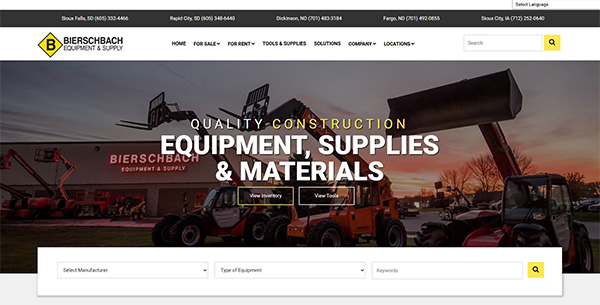 Select Language
Sioux Falls, SD (605) 332-4466 Rapid City, SD (605) 348-6440 Dickinson, ND (701) 483-3184 Fargo, ND (701) 492-0855 Sioux City, IA (712) 252-0640
B BIERSCHBACH
EQUIPMENT & SUPPLY
HOME FOR SALE FOR RENT TOOLS & SUPPLIES SOLUTIONS COMPANY LOCATIONS
Search
QUALITY CONSTRUCTION
EQUIPMENT, SUPPLIES
& MATERIALS
BIERSCHBACH
EQUIPMENT & SUPPLY
View Inventory View Tools
Select Manufacturer Type of Equipment Keywords